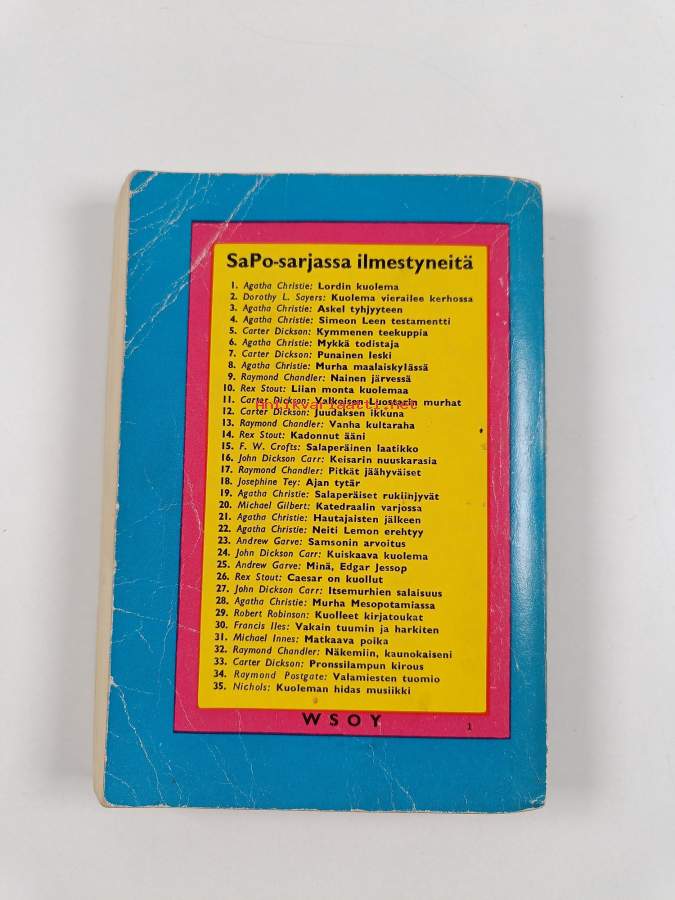 SaPo-sarjassa ilmestyneitä
1. Agatha Christie: Lordin kuolema
2. Dorothy L. Sayers: Kuolema vierailee kerhossa
3. Agatha Christie: Askel tyhjyyteen
4. Agatha Christie: Simeon Leen testamentti
5. Carter Dickson: Kymmenen teekuppia
6. Agatha Christie: Mykkä todistaja
7. Carter Dickson: Punainen leski
8. Agatha Christie: Murha maalaiskylässä
9. Raymond Chandler: Nainen järvessä
10. Rex Stout: Liian monta kuolemaa
11. Carter Dickson: Valkoisen Luostarin murhat
Antikvariaatti.net
12. Carter Dickson: Juudaksen ikkuna
13. Raymond Chandler: Vanha kultaraha
14. Rex Stout: Kadonnut ääni
15. F. W. Crofts: Salaperäinen laatikko
16. John Dickson Carr: Keisarin nuuskarasia
17. Raymond Chandler: Pitkät jäähyväiset
18. Josephine Tey: Ajan tytär
19. Agatha Christie: Salaperäiset rukiinjyvät
20. Michael Gilbert: Katedraalin varjossa
21. Agatha Christie: Hautajaisten jälkeen
22. Agatha Christie: Neiti Lemon erehtyy
23. Andrew Garve: Samsonin arvoitus
24. John Dickson Carr: Kuiskaava kuolema
25. Andrew Garve: Minä, Edgar Jessop
26. Rex Stout: Caesar on kuollut
27. John Dickson Carr: Itsemurhien salaisuus
28. Agatha Christie: Murha Mesopotamiassa
29. Robert Robinson: Kuolleet kirjatoukat
30. Francis Iles: Vakain tuumin ja harkiten
31. Michael Innes: Matkaava poika
32. Raymond Chandler: Näkemiin, kaunokaiseni
33. Carter Dickson: Pronssilampun kirous
34. Raymond Postgate: Valamiesten tuomio
35. Nichols: Kuoleman hidas musiikki
WSOY
1